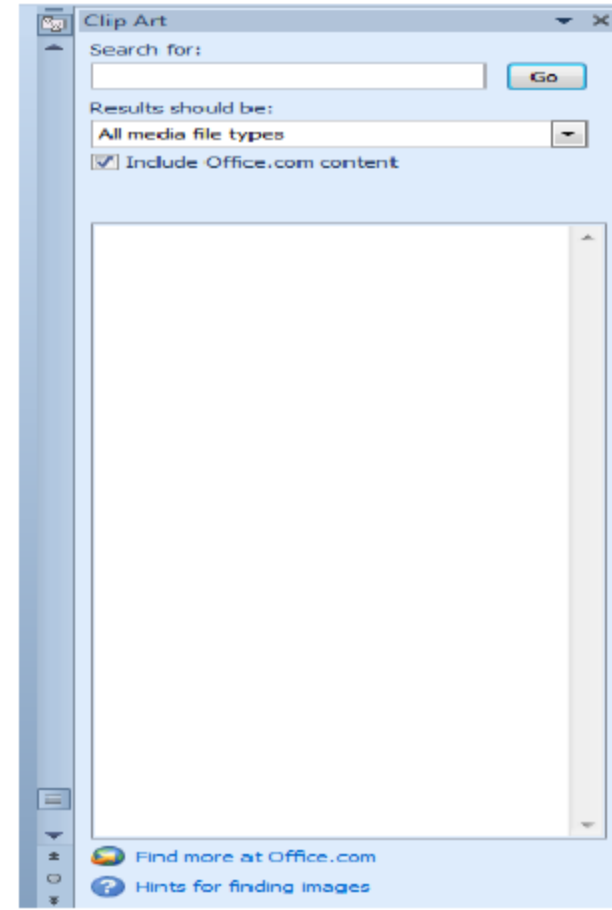 Clip Art
Search for:
Go
Results should be:
All media file types
Include Office.com content
Find more at Office.com
Hints for finding images